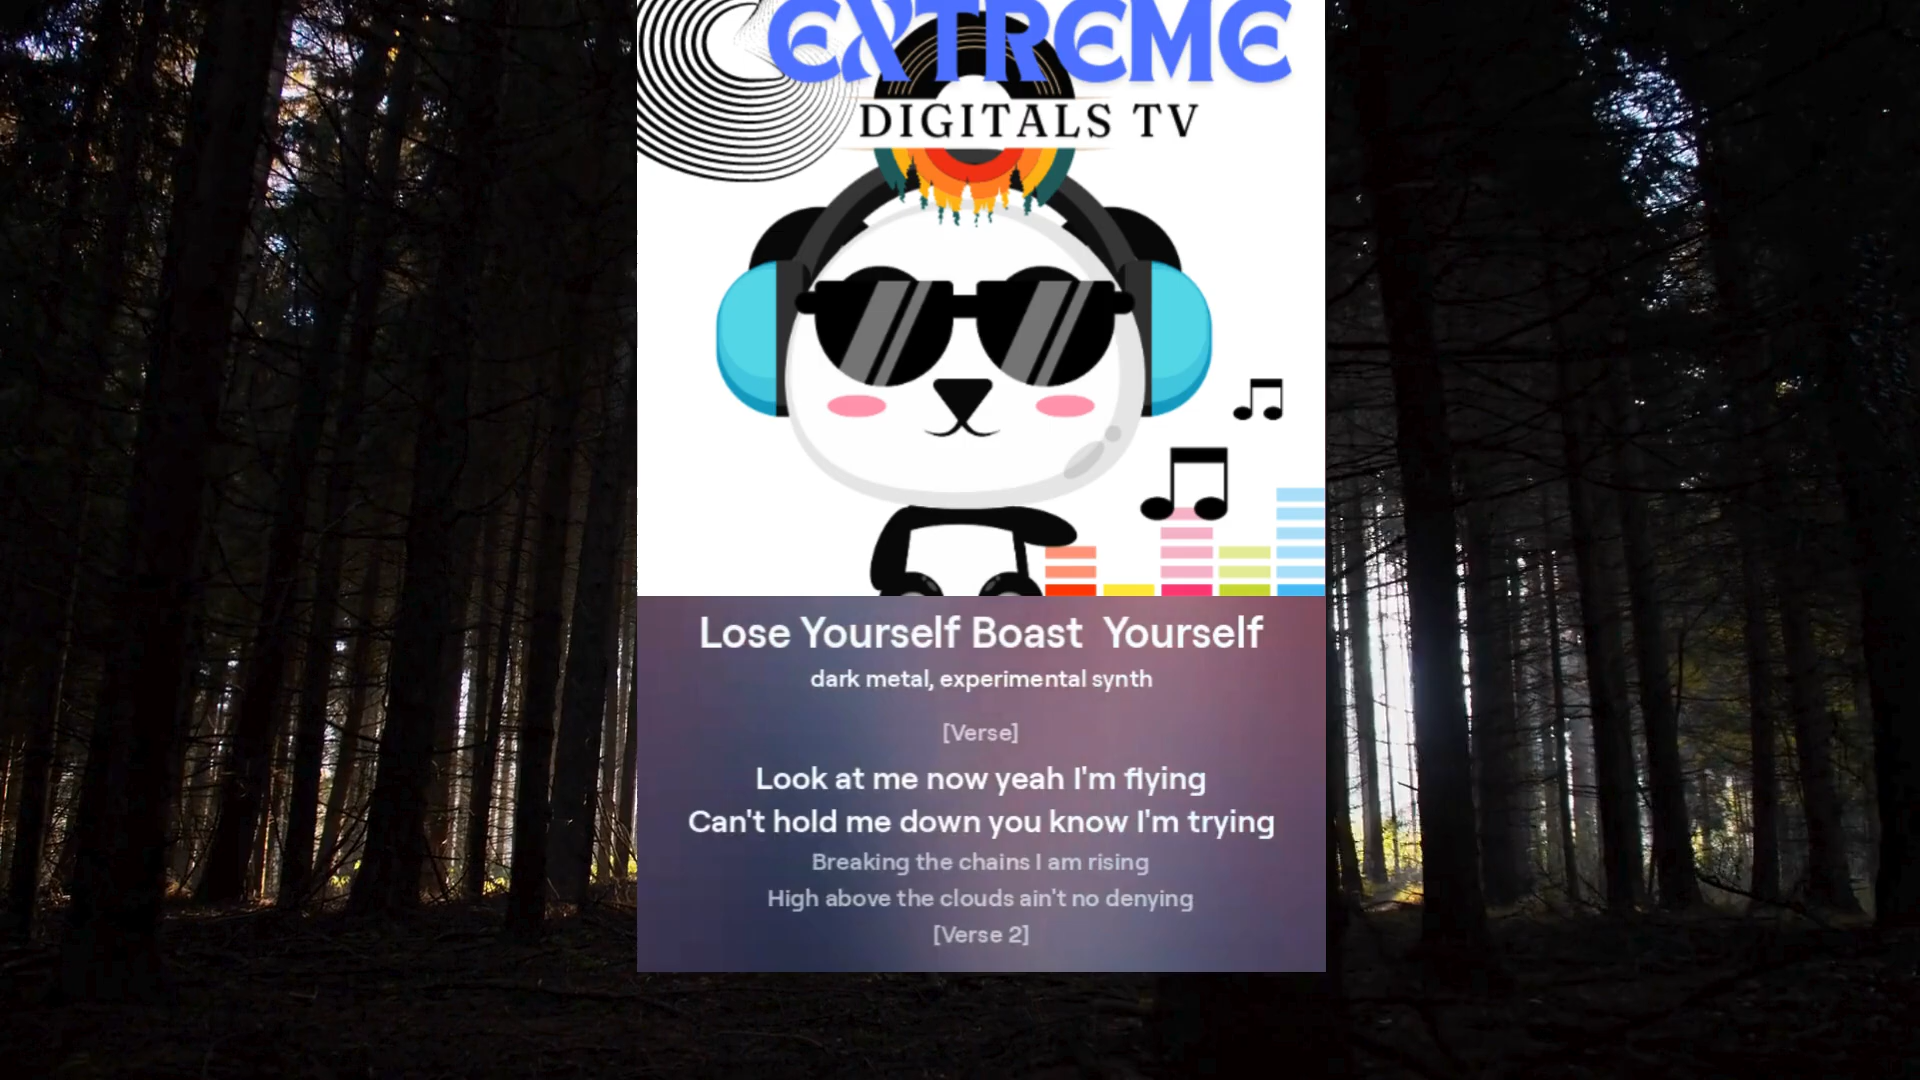 EXTREME
DIGITALS TV
Lose Yourself Boast  Yourself
dark metal, experimental synth
[Verse]
Look at me now yeah I'm flying
Can't hold me down you know I'm trying
Breaking the chains I am rising
High above the clouds ain't no denying
[Verse 2]